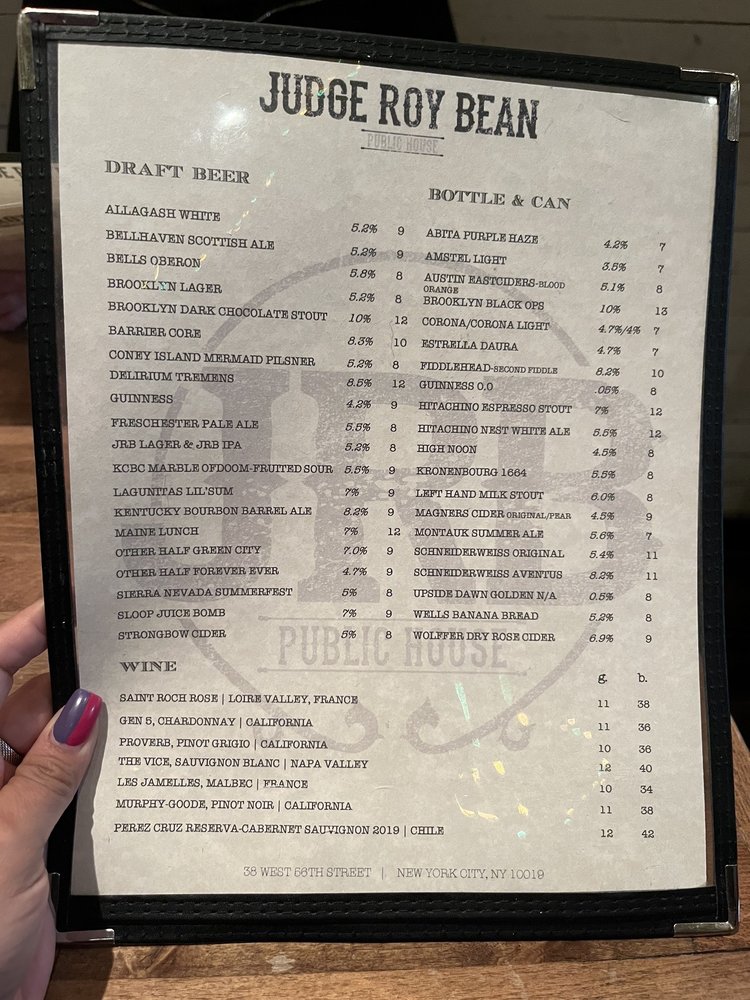 JUDGE ROY BEAN
PUBLIC HOUSE
DRAFT BEER
ALLAGASH WHITE 5.2% 9
BELLHAVEN SCOTTISH ALE 5.2% 9
BELLS OBERON 5.8% 8
BROOKLYN LAGER 5.2% 8
BROOKLYN DARK CHOCOLATE STOUT 10% 12
BARRIER CORE 8.3% 10
CONEY ISLAND MERMAID PILSNER 5.2% 8
DELIRIUM TREMENS 8.5% 12
GUINNESS 4.2% 9
FRESCHESTER PALE ALE 5.5% 8
JRB LAGER & JRB IPA 5.2% 8
KCBC MARBLE OFDOOM-FRUITED SOUR 5.5% 9
LAGUNITAS LIL'SUM 7% 9
KENTUCKY BOURBON BARREL ALE 8.2% 9
MAINE LUNCH 7% 12
OTHER HALF GREEN CITY 7.0% 9
OTHER HALF FOREVER EVER 4.7% 9
SIERRA NEVADA SUMMERFEST 5% 8
SLOOP JUICE BOMB 7% 9
STRONGBOW CIDER 5% 8
BOTTLE & CAN
ABITA PURPLE HAZE 4.2% 7
AMSTEL LIGHT 3.5% 7
AUSTIN EASTCIDERS-BLOOD 5.1% 8
ORANGE
BROOKLYN BLACK OPS 10% 13
CORONA/CORONA LIGHT 4.7%/4% 7
ESTRELLA DAURA 4.7% 7
FIDDLEHEAD-SECOND FIDDLE 8.2% 10
GUINNESS 0.0 .05% 8
HITACHINO ESPRESSO STOUT 7% 12
HITACHINO NEST WHITE ALE 5.5% 12
HIGH NOON 4.5% 8
KRONENBOURG 1664 5.5% 8
LEFT HAND MILK STOUT 6.0% 8
MAGNERS CIDER ORIGINAL/PEAR 4.5% 9
MONTAUK SUMMER ALE 5.6% 7
SCHNEIDERWEISS ORIGINAL 5.4% 11
SCHNEIDERWEISS AVENTUS 8.2% 11
UPSIDE DAWN GOLDEN N/A 0.5% 8
WELLS BANANA BREAD 5.2% 8
WOLFFER DRY ROSE CIDER 6.9% 9
JRB
PUBLIC HOUSE
WINE g. b.
SAINT ROCH ROSE | LOIRE VALLEY, FRANCE 11 38
GEN 5, CHARDONNAY | CALIFORNIA 11 36
PROVERB, PINOT GRIGIO | CALIFORNIA 10 36
THE VICE, SAUVIGNON BLANC | NAPA VALLEY 12 40
LES JAMELLES, MALBEC | FRANCE 10 34
MURPHY-GOODE, PINOT NOIR | CALIFORNIA 11 38
PEREZ CRUZ RESERVA-CABERNET SAUVIGNON 2019 | CHILE 12 42
38 WEST 56TH STREET | NEW YORK CITY, NY 10019